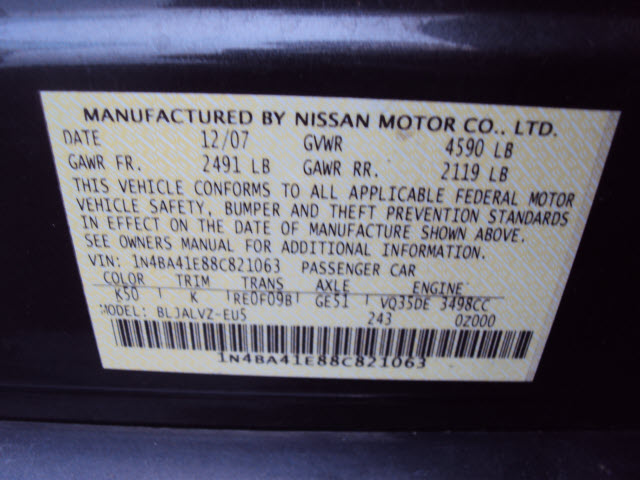 MANUFACTURED BY NISSAN MOTOR CO., LTD.
DATE 12/07 GVWR 4590 LB
GAWR FR. 2491 LB GAWR RR. 2119 LB
THIS VEHICLE CONFORMS TO ALL APPLICABLE FEDERAL MOTOR
VEHICLE SAFETY, BUMPER AND THEFT PREVENTION STANDARDS
IN EFFECT ON THE DATE OF MANUFACTURE SHOWN ABOVE.
SEE OWNERS MANUAL FOR ADDITIONAL INFORMATION.
VIN: 1N4BA41E88C821063 PASSENGER CAR
COLOR TRIM TRANS AXLE ENGINE
K50 K RE0F09B GE51 VQ35DE 3498CC
MODEL: BLJALVZ-EU5 243 0Z000
1N4BA41E88C821063